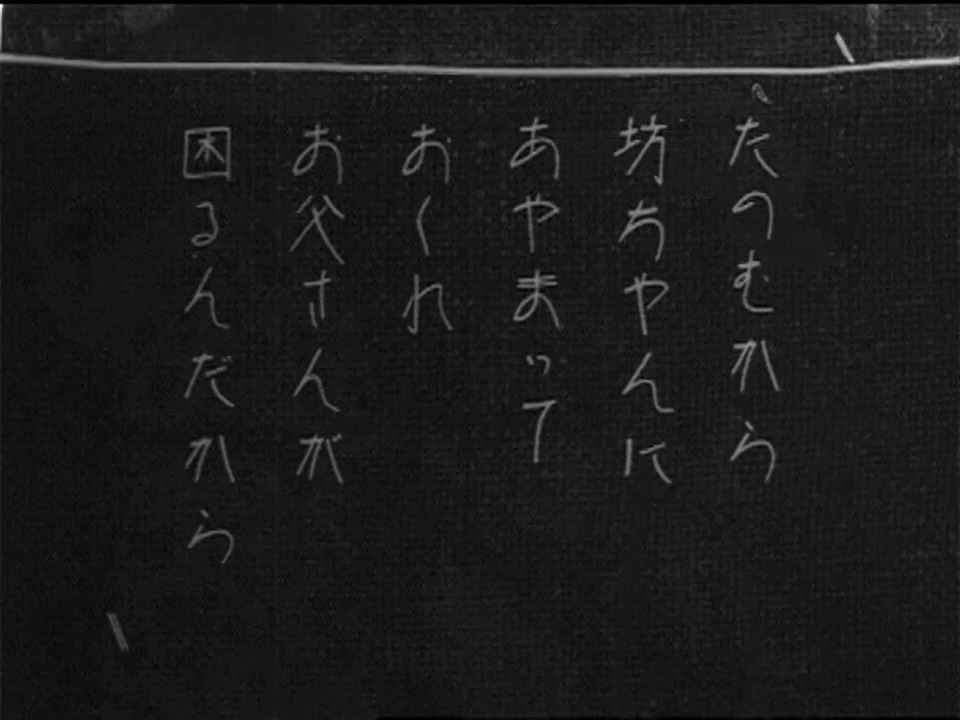 たのむから
坊ちやんに
あやまって
おくれ
お父さんが
困るんだから